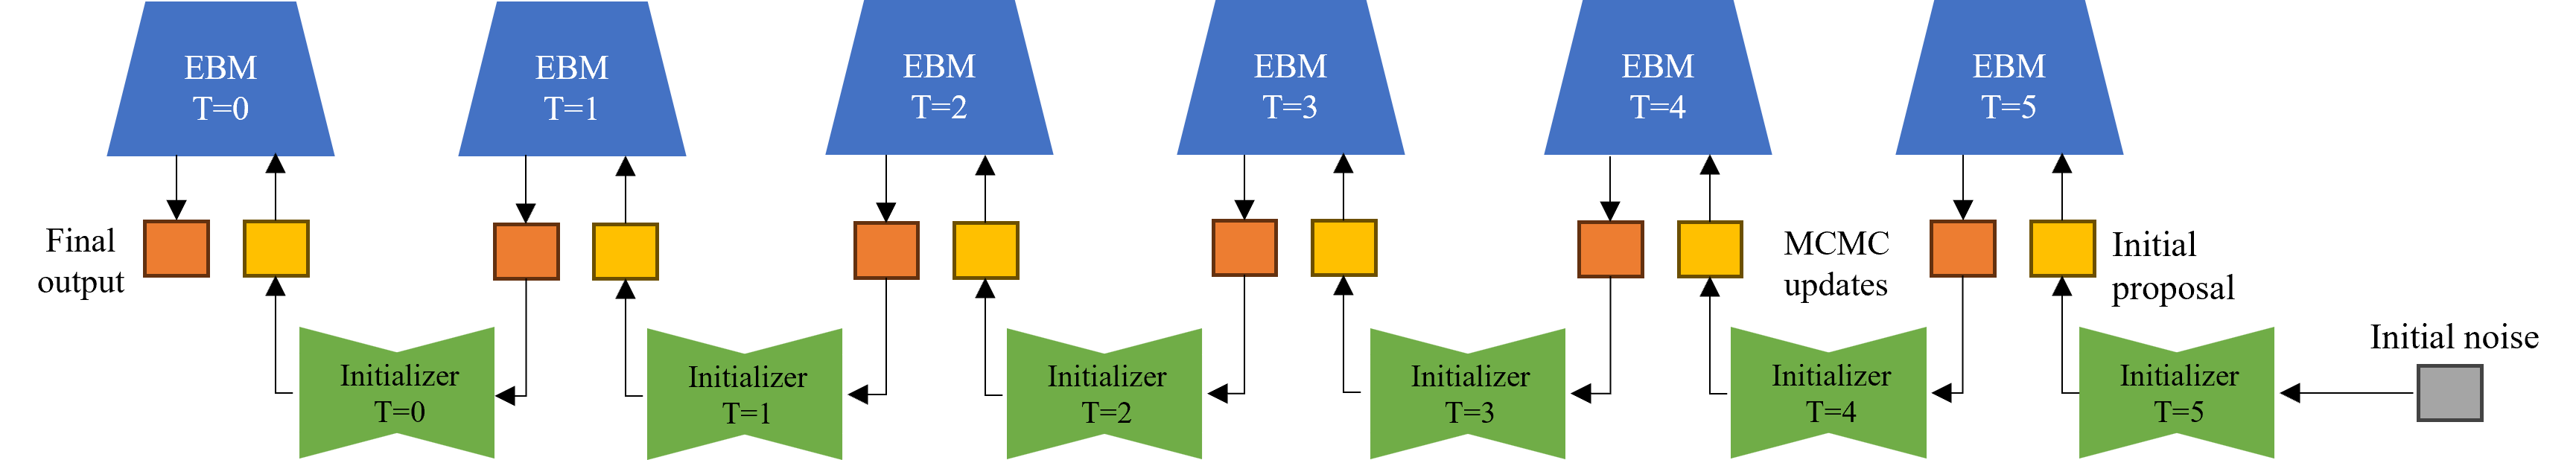 EBM
T=0
EBM
T=1
EBM
T=2
EBM
T=3
EBM
T=4
EBM
T=5
Final
output
MCMC
updates
Initial
proposal
Initial noise
Initializer
T=0
Initializer
T=1
Initializer
T=2
Initializer
T=3
Initializer
T=4
Initializer
T=5